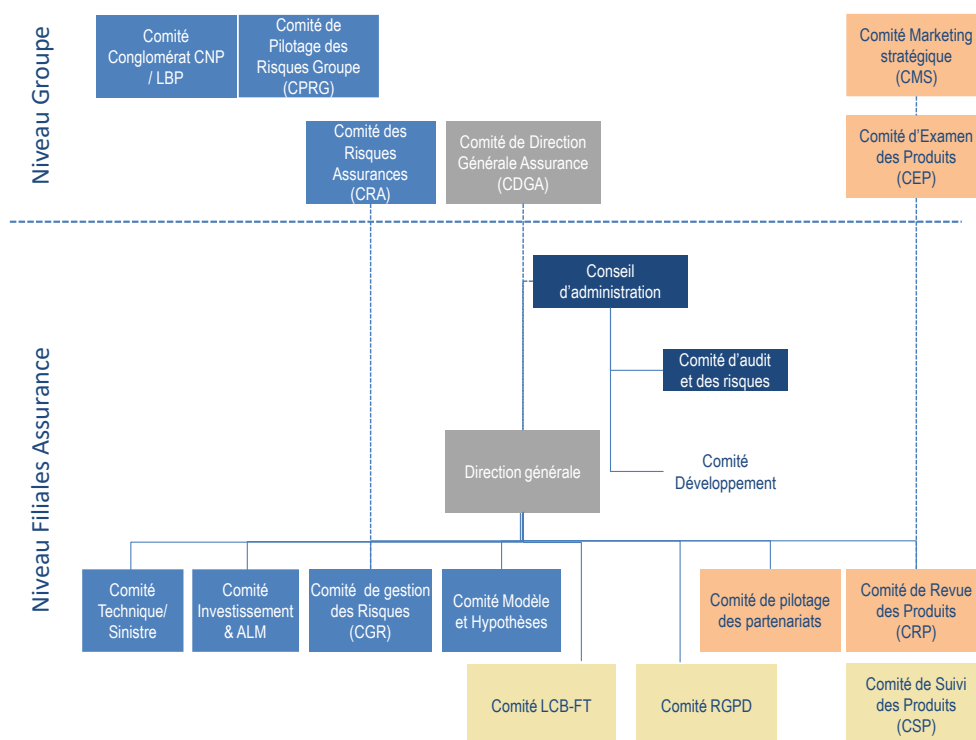 Niveau Groupe
Comité
Conglomérat CNP
/ LBP
Comité de
Pilotage des
Risques Groupe
(CPRG)
Comité Marketing
stratégique
(CMS)
Comité des
Risques
Assurances
(CRA)
Comité de Direction
Générale Assurance
(CDGA)
Comité d'Examen
des Produits
(CEP)
Niveau Filiales Assurance
Conseil
d'administration
Comité d'audit
et des risques
Direction générale
Comité
Développement
Comité
Technique/
Sinistre
Comité
Investissement
& ALM
Comité de gestion
des Risques
(CGR)
Comité Modèle
et Hypothèses
Comité de pilotage
des partenariats
Comité de Revue
des Produits
(CRP)
Comité LCB-FT
Comité RGPD
Comité de Suivi
des Produits
(CSP)